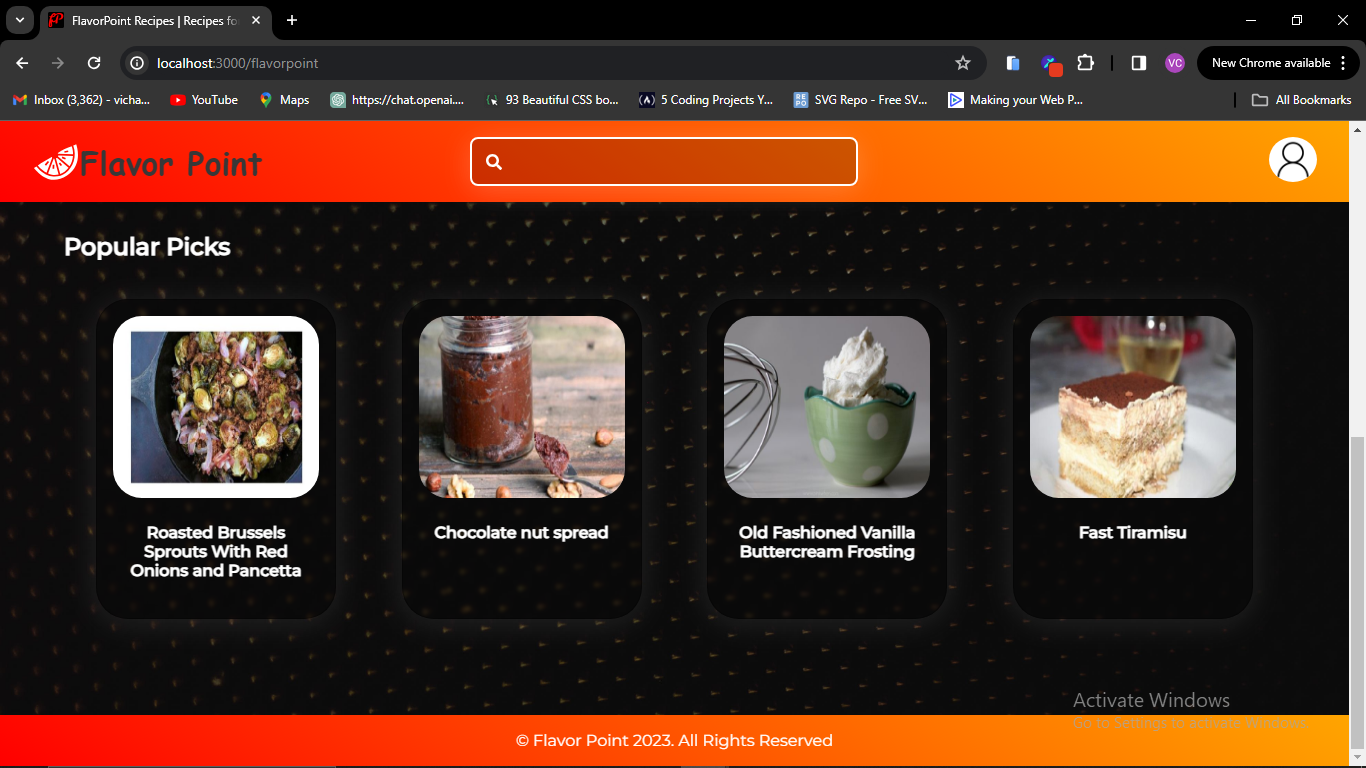 FlavorPoint Recipes | Recipes fo
localhost:3000/flavorpoint
VC
New Chrome available
Inbox (3,362) - vicha...
YouTube
Maps
https://chat.openai....
93 Beautiful CSS bo...
5 Coding Projects Y...
SVG Repo - Free SV...
Making your Web P...
All Bookmarks
Flavor Point
Popular Picks
Roasted Brussels
Sprouts With Red
Onions and Pancetta
Chocolate nut spread
Old Fashioned Vanilla
Buttercream Frosting
Fast Tiramisu
Activate Windows
Go to Settings to activate Windows.
© Flavor Point 2023. All Rights Reserved